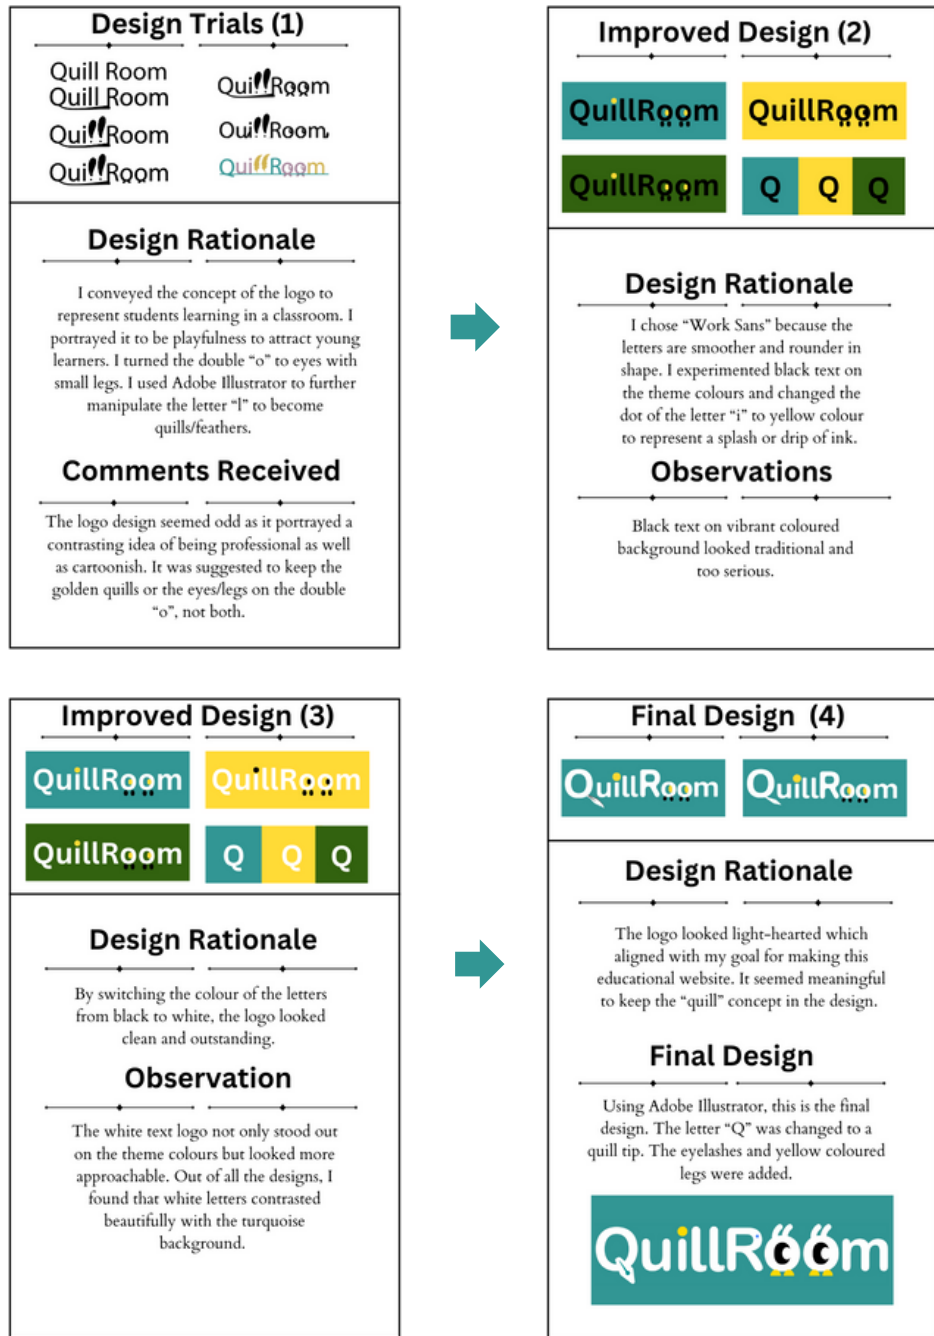 Design Trials (1)
Quill Room
Quill Room
Quill Room
Quill Room
Quill Room
Quill Room
Quill Room
Design Rationale
I conveyed the concept of the logo to
represent students learning in a classroom. I
portrayed it to be playfulness to attract young
learners. I turned the double “o” to eyes with
small legs. I used Adobe Illustrator to further
manipulate the letter “l” to become
quills/feathers.
Comments Received
The logo design seemed odd as it portrayed a
contrasting idea of being professional as well
as cartoonish. It was suggested to keep the
golden quills or the eyes/legs on the double
“o”, not both.
Improved Design (2)
QuillRoom QuillRoom
QuillRoom Q Q Q
Design Rationale
I chose “Work Sans” because the
letters are smoother and rounder in
shape. I experimented black text on
the theme colours and changed the
dot of the letter “i” to yellow colour
to represent a splash or drip of ink.
Observations
Black text on vibrant coloured
background looked traditional and
too serious.
Improved Design (3)
QuillRoom QuillRoom
QuillRoom Q Q Q
Design Rationale
By switching the colour of the letters
from black to white, the logo looked
clean and outstanding.
Observation
The white text logo not only stood out
on the theme colours but looked more
approachable. Out of all the designs, I
found that white letters contrasted
beautifully with the turquoise
background.
Final Design (4)
QuillRoom QuillRoom
Design Rationale
The logo looked light-hearted which
aligned with my goal for making this
educational website. It seemed meaningful
to keep the “quill” concept in the design.
Final Design
Using Adobe Illustrator, this is the final
design. The letter “Q” was changed to a
quill tip. The eyelashes and yellow coloured
legs were added.
QuillRoom